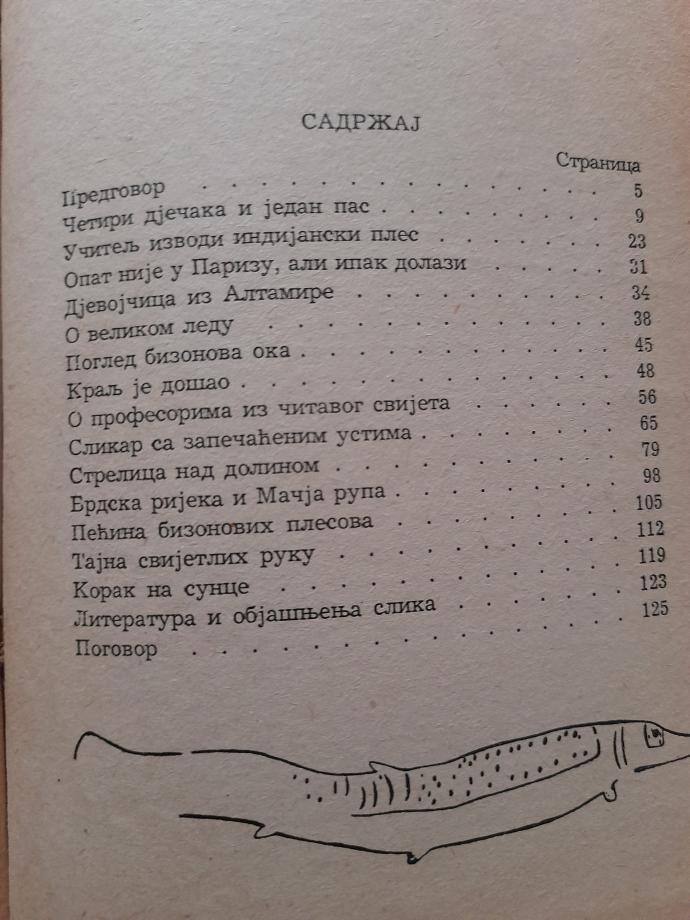 САДРЖАЈ
Страница
Предговор . . . . . . . . . . . . . . . 5
Четири дјечака и један пас . . . . . . . . . 9
Учитељ изводи индијански плес . . . . . . . 23
Опат није у Паризу, али ипак долази . . . . . 31
Дјевојчица из Алтамире . . . . . . . . . . 34
О великом леду . . . . . . . . . . . . . 38
Поглед бизонова ока . . . . . . . . . . . . 45
Краљ је дошао . . . . . . . . . . . . . . 48
О професорима из читавог свијета . . . . . . 56
Сликар са запечаћеним устима . . . . . . . . 65
Стрелица над долином . . . . . . . . . . . 79
Брдска ријека и Мачја рупа . . . . . . . . . 98
Пећина бизонових плесова . . . . . . . . . 105
Тајна свијетлих руку . . . . . . . . . . . 112
Корак на сунце . . . . . . . . . . . . . 119
Литература и објашњења слика . . . . . . . 123
Поговор . . . . . . . . . . . . . . . 125